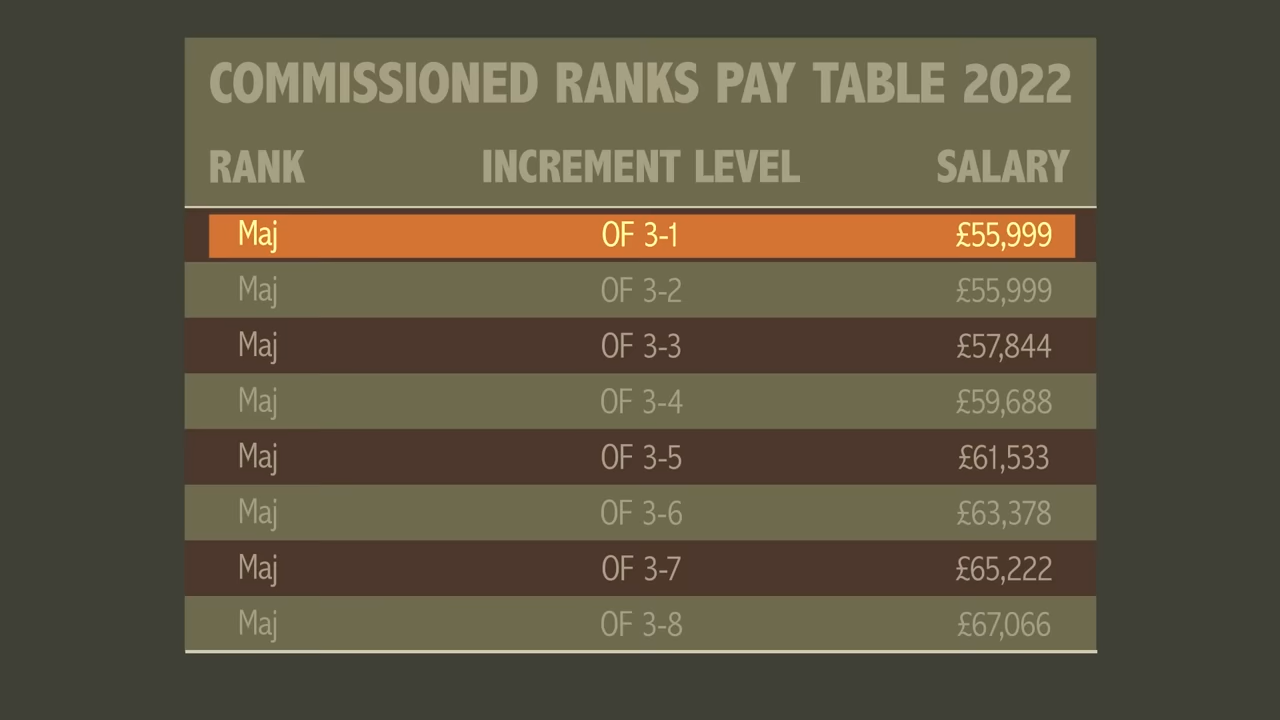 COMMISSIONED RANKS PAY TABLE 2022
RANK INCREMENT LEVEL SALARY
Maj OF 3-1 £55,999
Maj OF 3-2 £55,999
Maj OF 3-3 £57,844
Maj OF 3-4 £59,688
Maj OF 3-5 £61,533
Maj OF 3-6 £63,378
Maj OF 3-7 £65,222
Maj OF 3-8 £67,066